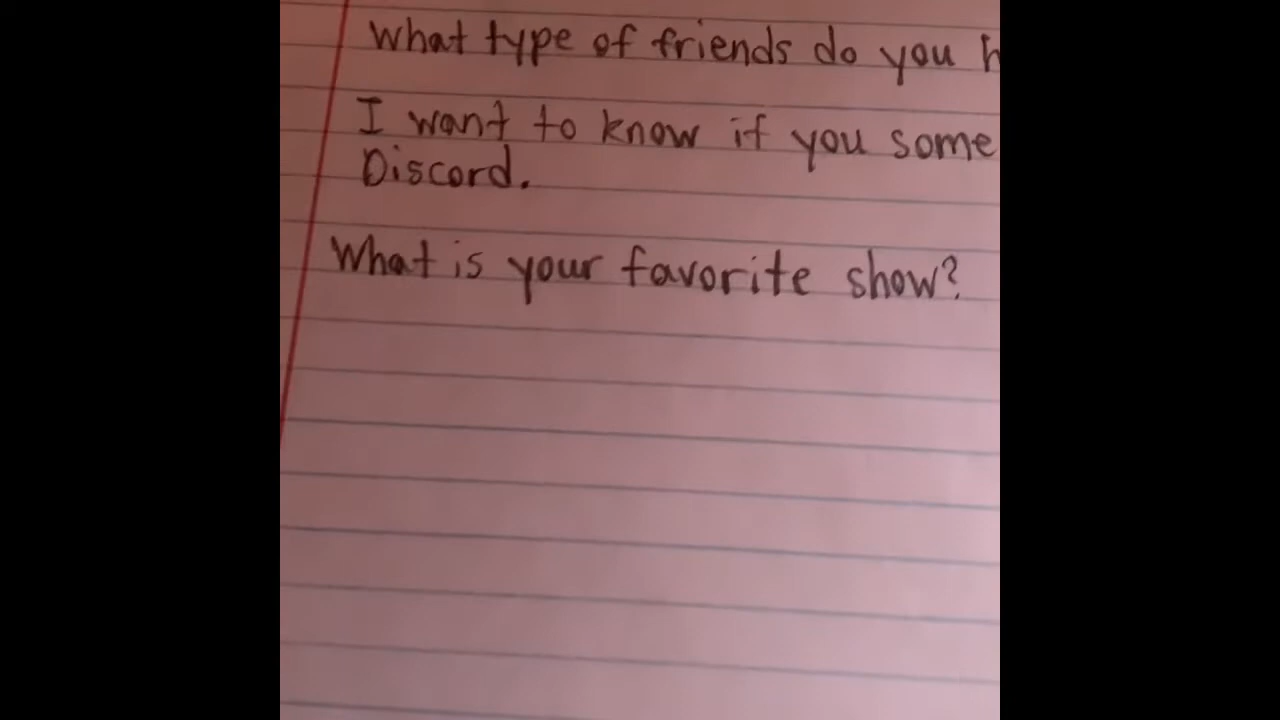 What type of friends do you h
I want to know if you some
Discord.
What is your favorite show?